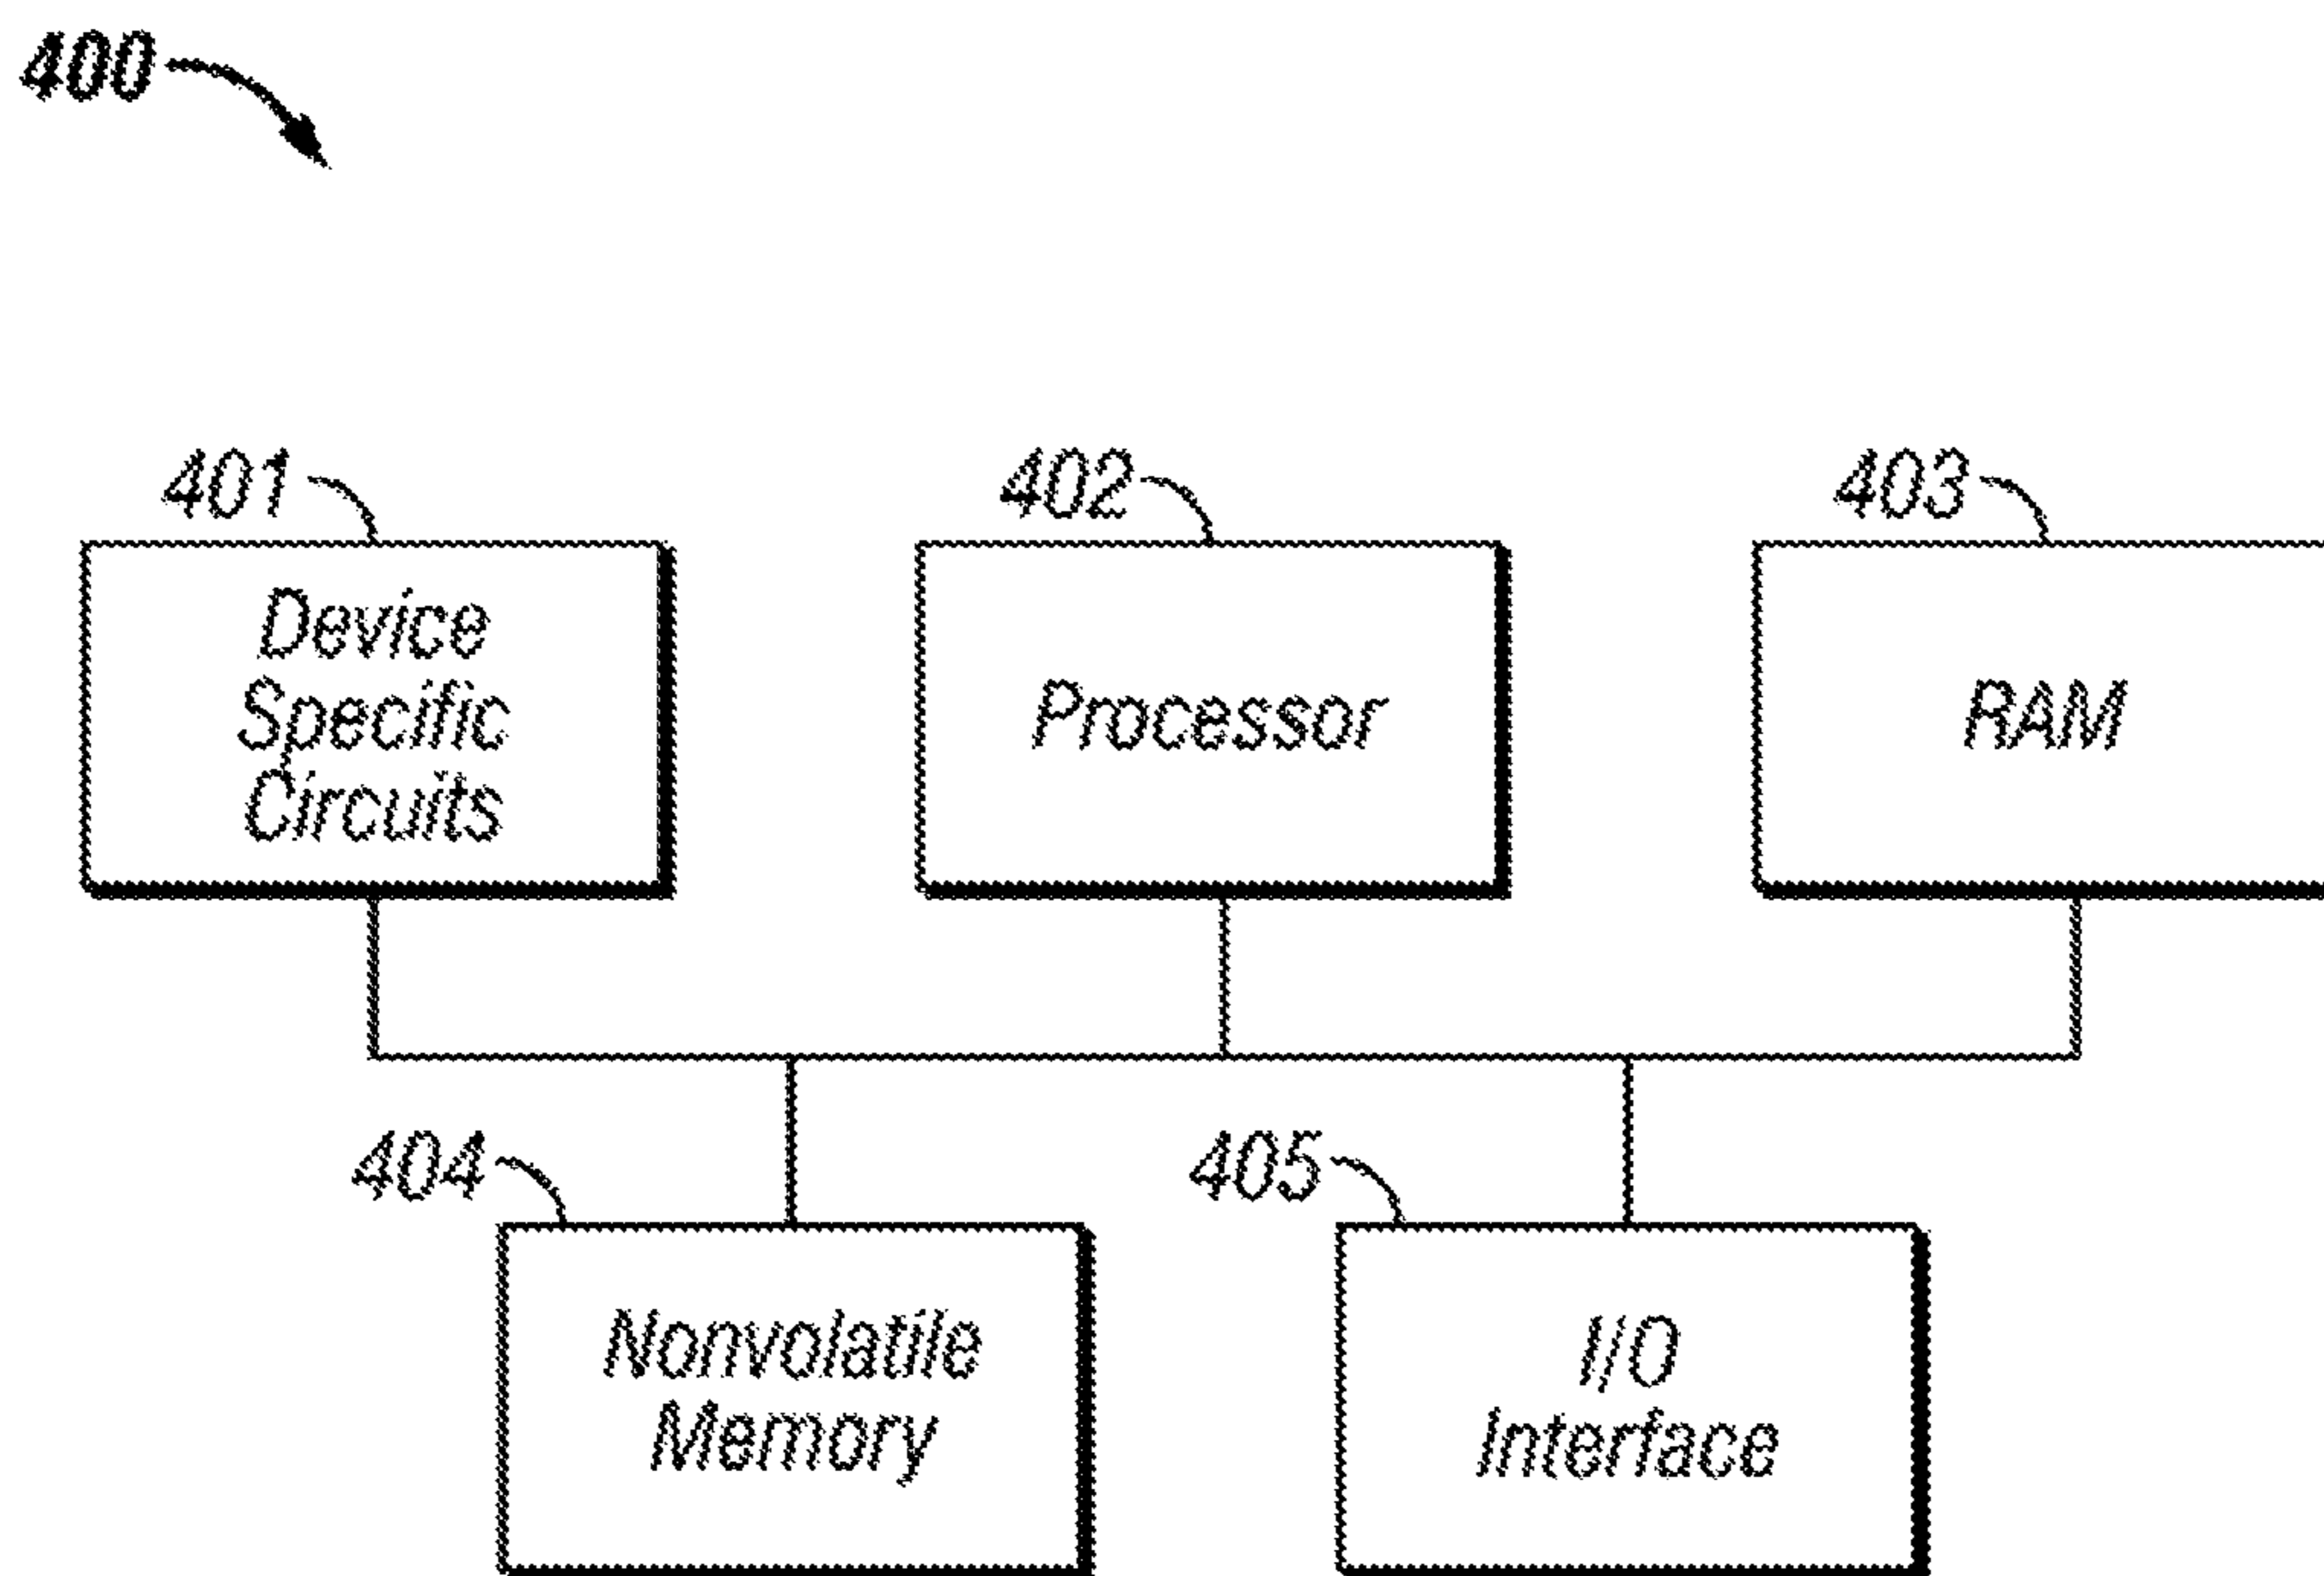 400
401
402
403
Device
Specific
Circuits
Processor
RAM
404
405
Nonvolatile
Memory
I/O
Interface